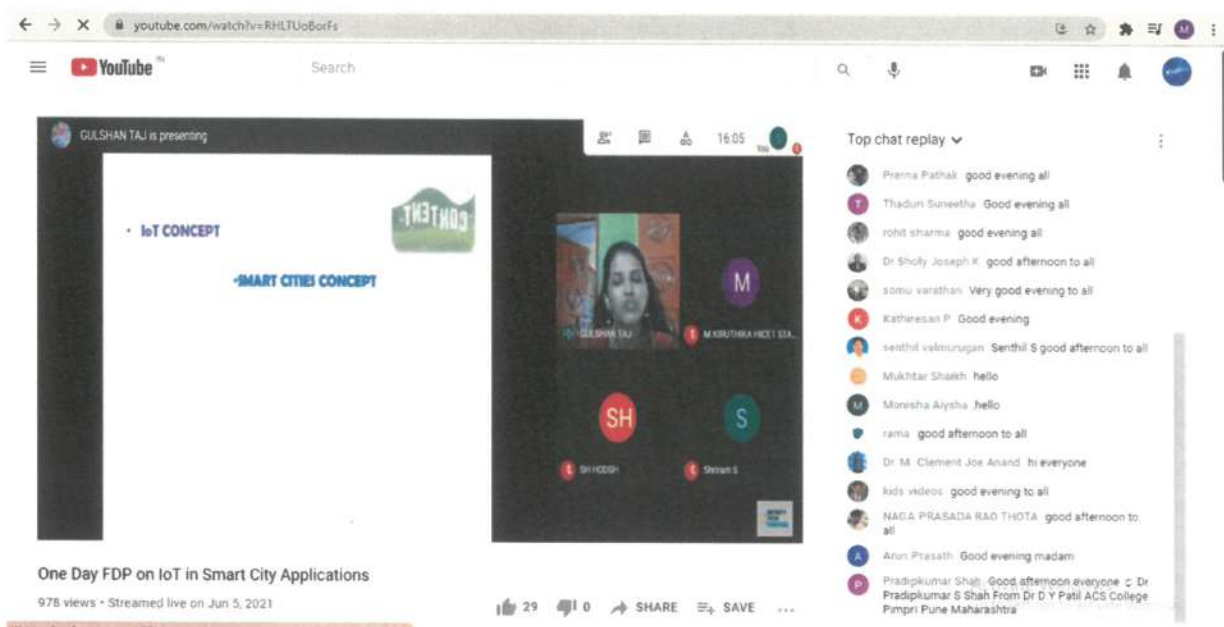 youtube.com/watch?v=RHLTUoBorFs
M
YouTube IN
Search
GULSHAN TAJ is presenting
16:05
You
S
CONTENT
• IoT CONCEPT
•SMART CITIES CONCEPT
GULSHAN TAJ
M
M.KIRUTHIKA HICET STA...
SH
SH HODSH
S
Shriram S
One Day FDP on IoT in Smart City Applications
978 views • Streamed live on Jun 5, 2021
29
0
SHARE
SAVE
...
Top chat replay
Prerna Pathak good evening all
T
Thaduri Suneetha Good evening all
rohit sharma good evening all
Dr Sholy Joseph K good afternoon to all
somu varathan Very good evening to all
K
Kathiresan P Good evening
senthil velmurugan Senthil S good afternoon to all
Mukhtar Shaikh hello
M
Monisha Aiysha ,hello
rama good afternoon to all
Dr. M. Clement Joe Anand hi everyone
kids videos good evening to all
NAGA PRASADA RAO THOTA good afternoon to
all
A
Arun Prasath Good evening madam
P
Pradipkumar Shah Good afternoon everyone Dr
Pradipkumar S Shah From Dr D Y Patil ACS College
Pimpri Pune Maharashtra